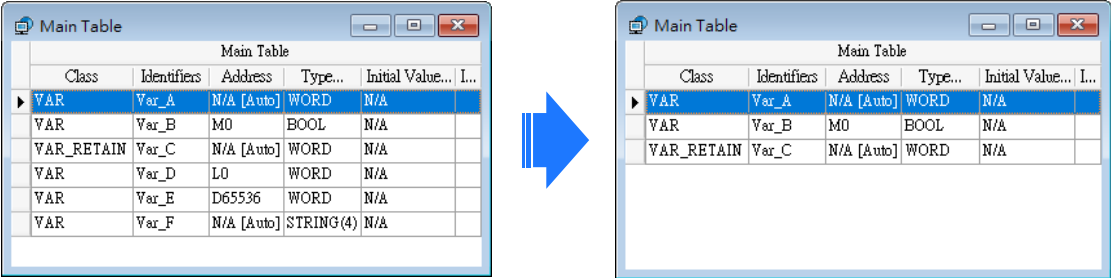 Main Table
Main Table
Class Identifiers Address Type... Initial Value... I...
VAR Var_A N/A [Auto] WORD N/A
VAR Var_B M0 BOOL N/A
VAR_RETAIN Var_C N/A [Auto] WORD N/A
VAR Var_D L0 WORD N/A
VAR Var_E D65536 WORD N/A
VAR Var_F N/A [Auto] STRING(4) N/A
Main Table
Main Table
Class Identifiers Address Type... Initial Value... I...
VAR Var_A N/A [Auto] WORD N/A
VAR Var_B M0 BOOL N/A
VAR_RETAIN Var_C N/A [Auto] WORD N/A